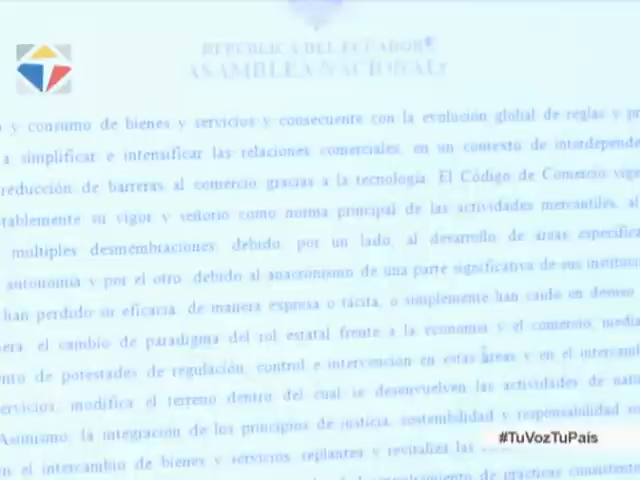 REPÚBLICA DEL ECUADOR¶
ASAMBLEA NACIONAL¶
y consumo de bienes y servicios y consecuente con la evolución global de reglas y
a simplificar e intensificar las relaciones comerciales, en un contexto de
reducción de barreras al comercio gracias a la tecnología. El Código de Comercio
su vigor y señorío como norma principal de las actividades mercantiles, al
múltiples desmembraciones debido, por un lado, al desarrollo de áreas
autonomía y por el otro, debido al anacronismo de una parte significativa de sus
han perdido su eficacia, de manera expresa o tácita, o simplemente han caído en desuso
el cambio de paradigma del rol estatal frente a la economía y el comercio,
de potestades de regulación, control e intervención en estas áreas y en el
modifica el terreno dentro del cual se desenvuelven las actividades de
Asimismo, la integración de los principios de justicia, sostenibilidad y responsabilidad
en el intercambio de bienes y servicios, replantea y revitaliza las
de prácticas
#TuVozTuPaís